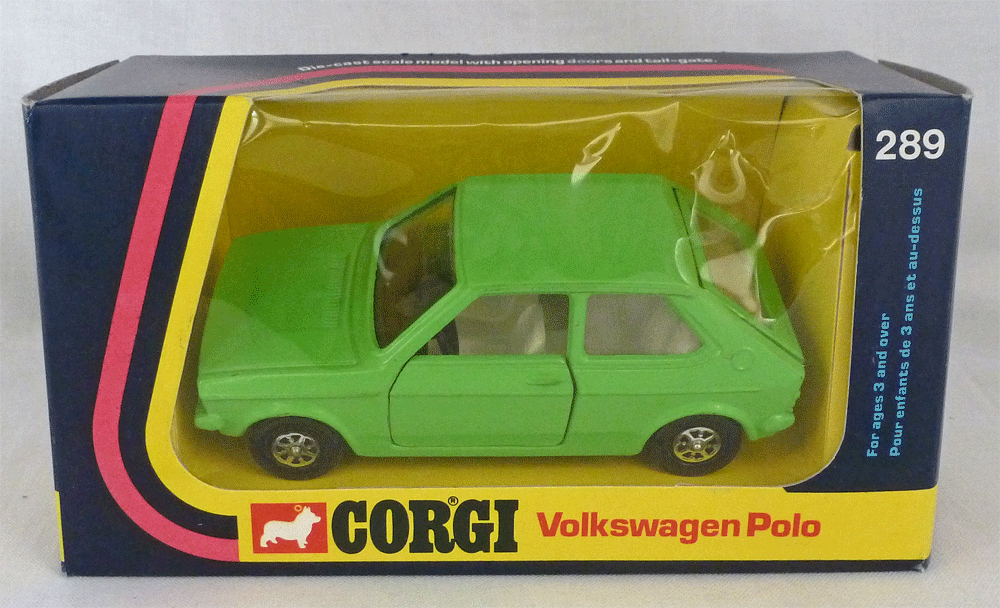 Die-cast scale model with opening doors and tail-gate.
289
For ages 3 and over
Pour enfants de 3 ans et au-dessus
CORGI® Volkswagen Polo